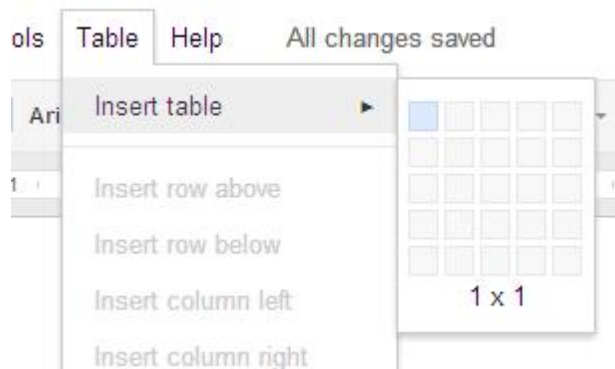 ols Table Help All changes saved
Ari Insert table
1
Insert row above
Insert row below
Insert column left
1 x 1
Insert column right